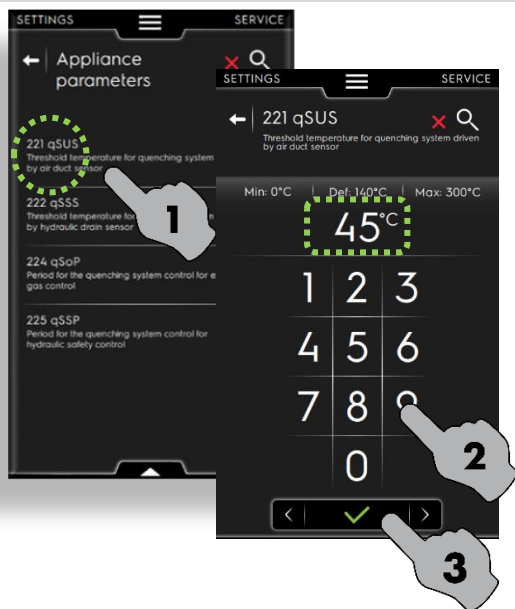 SETTINGS SERVICE
Appliance
parameters
221 qSUS
Threshold temperature for quenching system
by air duct sensor
222 qSSS
Threshold temperature for
by hydraulic drain sensor
224 qSoP
Period for the quenching system control for
gas control
225 qSSP
Period for the quenching system control for
hydraulic safety control
1
SETTINGS SERVICE
221 qSUS
Threshold temperature for quenching system driven
by air duct sensor
Min: 0°C Def: 140°C Max: 300°C
45°C
1 2 3
4 5 6
7 8 9
0
2
3